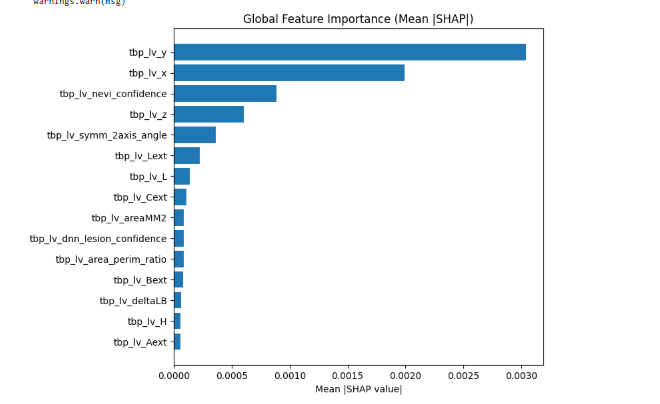 warnings.warn(msg)
Global Feature Importance (Mean |SHAP|)
tbp_lv_y
tbp_lv_x
tbp_lv_nevi_confidence
tbp_lv_z
tbp_lv_symm_2axis_angle
tbp_lv_Lext
tbp_lv_L
tbp_lv_Cext
tbp_lv_areaMM2
tbp_lv_dnn_lesion_confidence
tbp_lv_area_perim_ratio
tbp_lv_Bext
tbp_lv_deltaLB
tbp_lv_H
tbp_lv_Aext
0.0000 0.0005 0.0010 0.0015 0.0020 0.0025 0.0030
Mean |SHAP value|